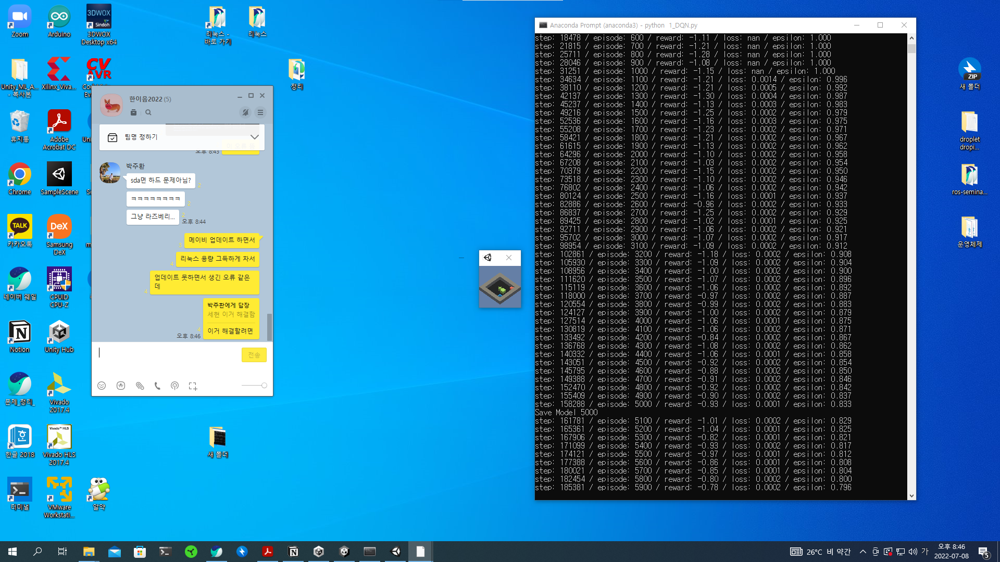 Zoom
Arduino
3DWOX
Sindoh
3DWOX
Desktop x64
리눅스 -
바로 가기
리눅스
Unity_ML_A...
- 복사본
Xilinx_Viva...
CV
AVR
정리
휴지통
Adobe
Acrobat DC
Chrome
SampleScene
TALK
카카오톡
DeX
Samsung
DeX
네이버 웨일
CPUID
CPU-Z
Notion
Unity Hub
문제_정리_
Vivado
2017.4
한글 2018
Vivado™ HLS
Vivado HLS
2017.4
새 폴더
터미널
VMware
Workstati...
알약
한이음2022 (5)
팀명 정하기
오후 8:43
박주환
sda면 하드 문제아님?
2
ㅋㅋㅋㅋㅋㅋㅋㅋ
2
그냥 라즈베리...
2
오후 8:44
메이비 업데이트 하면서
3
리눅스 용량 그득하게 차서
4
업데이트 못하면서 생긴 오류 같은
데
4
박주환에게 답장
세현 이거 해결함
이거 해결할려면
4
오후 8:46
전송
Anaconda Prompt (anaconda3) - python 1_DQN.py
step: 18478 / episode: 600 / reward: -1.11 / loss: nan / epsilon: 1.000
step: 21815 / episode: 700 / reward: -1.21 / loss: nan / epsilon: 1.000
step: 25711 / episode: 800 / reward: -1.28 / loss: nan / epsilon: 1.000
step: 28046 / episode: 900 / reward: -1.08 / loss: nan / epsilon: 1.000
step: 31251 / episode: 1000 / reward: -1.15 / loss: nan / epsilon: 1.000
step: 34634 / episode: 1100 / reward: -1.21 / loss: 0.0014 / epsilon: 0.996
step: 38110 / episode: 1200 / reward: -1.21 / loss: 0.0005 / epsilon: 0.992
step: 42137 / episode: 1300 / reward: -1.30 / loss: 0.0004 / epsilon: 0.987
step: 45237 / episode: 1400 / reward: -1.13 / loss: 0.0003 / epsilon: 0.983
step: 49216 / episode: 1500 / reward: -1.25 / loss: 0.0002 / epsilon: 0.979
step: 52536 / episode: 1600 / reward: -1.16 / loss: 0.0003 / epsilon: 0.975
step: 55208 / episode: 1700 / reward: -1.23 / loss: 0.0002 / epsilon: 0.971
step: 58421 / episode: 1800 / reward: -1.21 / loss: 0.0002 / epsilon: 0.967
step: 61615 / episode: 1900 / reward: -1.13 / loss: 0.0002 / epsilon: 0.962
step: 64296 / episode: 2000 / reward: -1.10 / loss: 0.0002 / epsilon: 0.958
step: 67208 / episode: 2100 / reward: -1.03 / loss: 0.0002 / epsilon: 0.954
step: 70379 / episode: 2200 / reward: -1.15 / loss: 0.0002 / epsilon: 0.950
step: 73518 / episode: 2300 / reward: -1.10 / loss: 0.0002 / epsilon: 0.946
step: 76802 / episode: 2400 / reward: -1.06 / loss: 0.0002 / epsilon: 0.942
step: 80124 / episode: 2500 / reward: -1.16 / loss: 0.0001 / epsilon: 0.937
step: 82886 / episode: 2600 / reward: -0.96 / loss: 0.0002 / epsilon: 0.933
step: 86837 / episode: 2700 / reward: -1.25 / loss: 0.0002 / epsilon: 0.929
step: 89425 / episode: 2800 / reward: -1.02 / loss: 0.0001 / epsilon: 0.925
step: 92711 / episode: 2900 / reward: -1.06 / loss: 0.0002 / epsilon: 0.921
step: 95702 / episode: 3000 / reward: -1.07 / loss: 0.0002 / epsilon: 0.917
step: 98954 / episode: 3100 / reward: -1.09 / loss: 0.0002 / epsilon: 0.912
step: 102861 / episode: 3200 / reward: -1.18 / loss: 0.0002 / epsilon: 0.908
step: 105930 / episode: 3300 / reward: -1.09 / loss: 0.0002 / epsilon: 0.904
step: 108956 / episode: 3400 / reward: -1.00 / loss: 0.0002 / epsilon: 0.900
step: 111620 / episode: 3500 / reward: -1.07 / loss: 0.0002 / epsilon: 0.896
step: 115119 / episode: 3600 / reward: -1.06 / loss: 0.0002 / epsilon: 0.892
step: 118000 / episode: 3700 / reward: -0.97 / loss: 0.0002 / epsilon: 0.887
step: 120554 / episode: 3800 / reward: -0.99 / loss: 0.0002 / epsilon: 0.883
step: 124127 / episode: 3900 / reward: -1.00 / loss: 0.0002 / epsilon: 0.879
step: 127514 / episode: 4000 / reward: -1.06 / loss: 0.0001 / epsilon: 0.875
step: 130819 / episode: 4100 / reward: -1.06 / loss: 0.0002 / epsilon: 0.871
step: 133492 / episode: 4200 / reward: -0.84 / loss: 0.0002 / epsilon: 0.867
step: 136768 / episode: 4300 / reward: -1.08 / loss: 0.0002 / epsilon: 0.862
step: 140332 / episode: 4400 / reward: -1.06 / loss: 0.0001 / epsilon: 0.858
step: 143051 / episode: 4500 / reward: -0.92 / loss: 0.0002 / epsilon: 0.854
step: 145795 / episode: 4600 / reward: -0.88 / loss: 0.0002 / epsilon: 0.850
step: 149388 / episode: 4700 / reward: -0.91 / loss: 0.0002 / epsilon: 0.846
step: 152470 / episode: 4800 / reward: -0.92 / loss: 0.0002 / epsilon: 0.842
step: 155409 / episode: 4900 / reward: -0.90 / loss: 0.0002 / epsilon: 0.837
step: 158288 / episode: 5000 / reward: -0.93 / loss: 0.0001 / epsilon: 0.833
Save Model 5000
step: 161781 / episode: 5100 / reward: -1.01 / loss: 0.0002 / epsilon: 0.829
step: 165361 / episode: 5200 / reward: -1.04 / loss: 0.0001 / epsilon: 0.825
step: 167906 / episode: 5300 / reward: -0.82 / loss: 0.0001 / epsilon: 0.821
step: 171099 / episode: 5400 / reward: -0.93 / loss: 0.0002 / epsilon: 0.817
step: 174121 / episode: 5500 / reward: -0.97 / loss: 0.0001 / epsilon: 0.812
step: 177388 / episode: 5600 / reward: -0.86 / loss: 0.0001 / epsilon: 0.808
step: 180021 / episode: 5700 / reward: -0.85 / loss: 0.0001 / epsilon: 0.804
step: 182454 / episode: 5800 / reward: -0.80 / loss: 0.0002 / epsilon: 0.800
step: 185381 / episode: 5900 / reward: -0.78 / loss: 0.0002 / epsilon: 0.796
ZIP
새 폴더
droplet
dropi...
ros-semina...
운영체제
26°C 비 약간
가
오후 8:46
2022-07-08
5